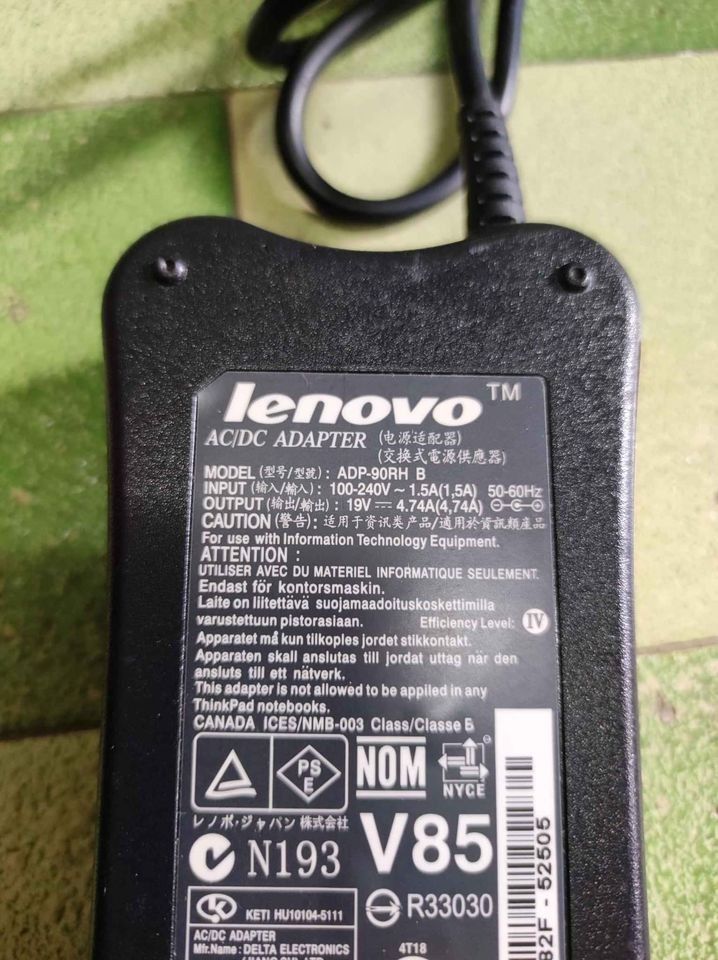 lenovo ™
AC/DC ADAPTER (电源适配器)
(交换式電源供應器)
MODEL (型号/型號): ADP-90RH B
INPUT (输入/輸入): 100-240V ~ 1.5A(1,5A) 50-60Hz
OUTPUT (输出/輸出): 19V 4.74A(4,74A)
CAUTION (警告): 适用于资讯类产品/適用於資訊類產品
For use with Information Technology Equipment.
ATTENTION :
UTILISER AVEC DU MATERIEL INFORMATIQUE SEULEMENT.
Endast för kontorsmaskin.
Laite on liitettävä suojamaadoituskoskettimilla
varustettuun pistorasiaan. Efficiency Level: IV
Apparatet må kun tilkoples jordet stikkontakt.
Apparaten skall anslutas till jordat uttag när den
ansluts till ett nätverk.
This adapter is not allowed to be appiled in any
ThinkPad notebooks.
CANADA ICES/NMB-003 Class/Classe B
PS
E
NOM
NYCE
レノボ・ジャパン株式会社
N193
V85
KETI HU10104-5111
R33030
AC/DC ADAPTER
Mfr.Name: DELTA ELECTRONICS
4T18
82F - 52505